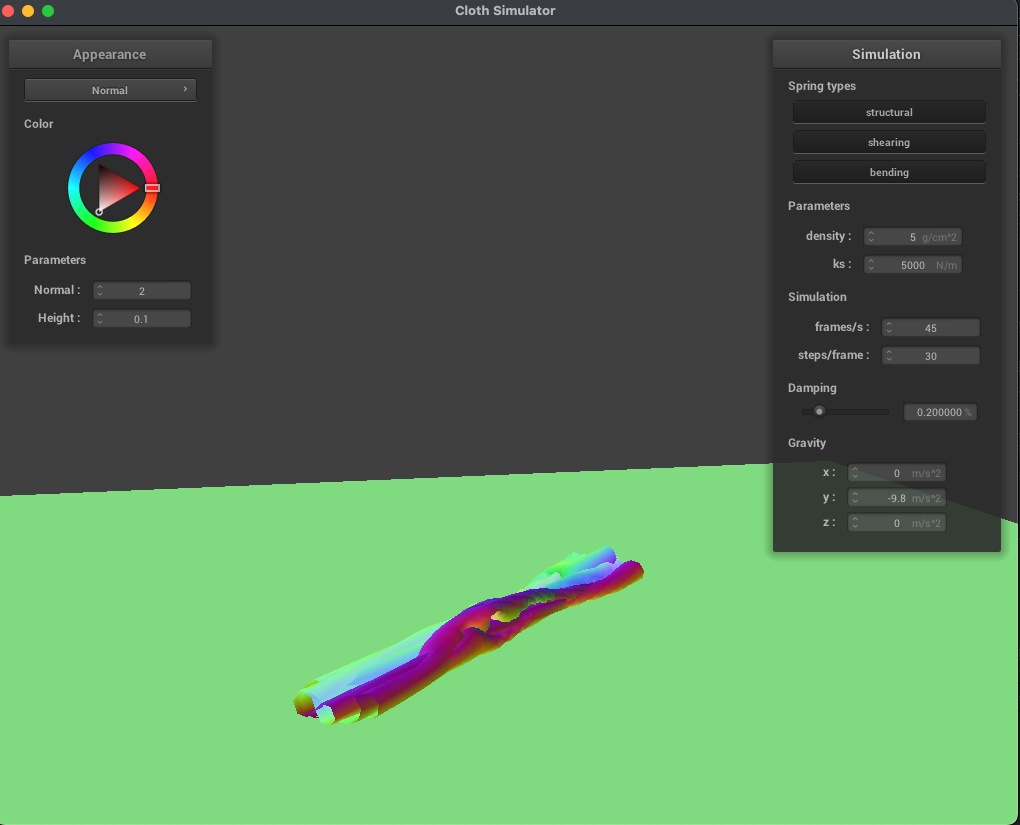 Cloth Simulator
Appearance
Normal
Color
Parameters
Normal :
2
Height :
0.1
Simulation
Spring types
structural
shearing
bending
Parameters
density :
5 g/cm^2
ks :
5000 N/m
Simulation
frames/s :
45
steps/frame :
30
Damping
0.200000 %
Gravity
x :
0 m/s^2
y :
-9.8 m/s^2
z :
0 m/s^2